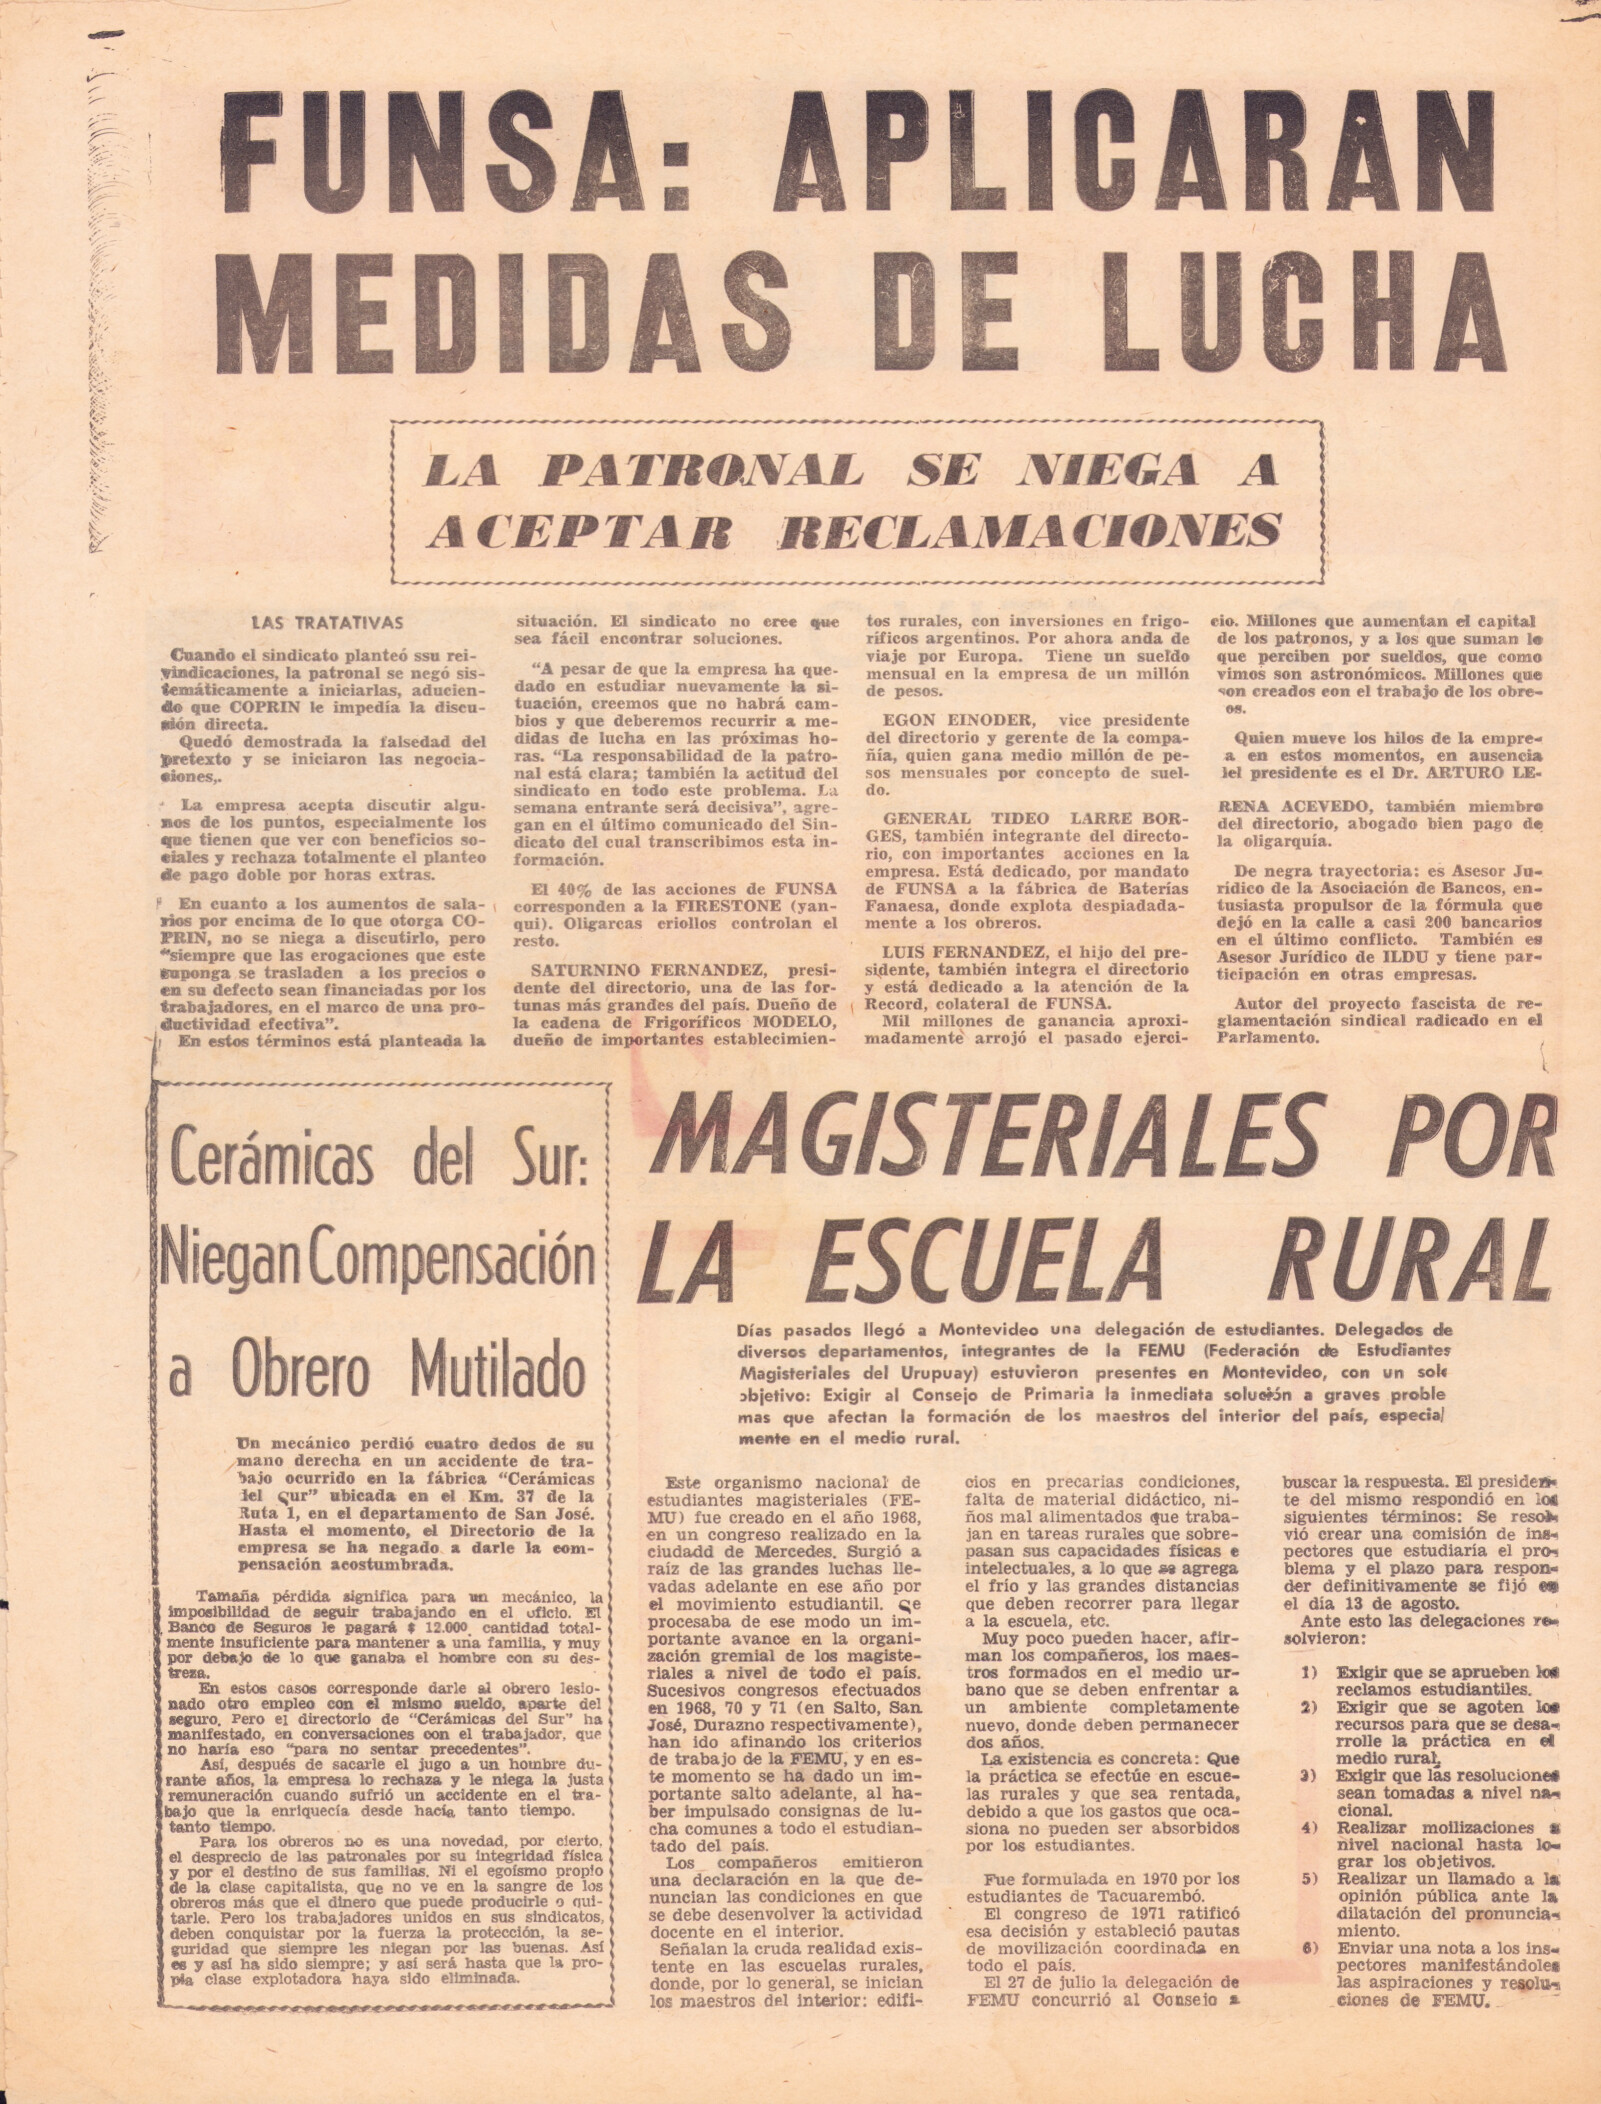 FUNSA: APLICARAN
MEDIDAS DE LUCHA
LA PATRONAL SE NIEGA A
ACEPTAR RECLAMACIONES
LAS TRATATIVAS
Cuando el sindicato planteó ssu rei-
vindicaciones, la patronal se negó sis-
temáticamente a iniciarlas, aducien-
do que COPRIN le impedía la discu-
sión directa.
Quedó demostrada la falsedad del
pretexto y se iniciaron las negocia-
ciones,.
La empresa acepta discutir algu-
nos de los puntos, especialmente los
que tienen que ver con beneficios so-
ciales y rechaza totalmente el planteo
de pago doble por horas extras.
En cuanto a los aumentos de sala-
rios por encima de lo que otorga CO-
PRIN, no se niega a discutirlo, pero
"siempre que las erogaciones que este
suponga se trasladen a los precios o
en su defecto sean financiadas por los
trabajadores, en el marco de una pro-
ductividad efectiva".
En estos términos está planteada la
situación. El sindicato no cree que
sea fácil encontrar soluciones.
"A pesar de que la empresa ha que-
dado en estudiar nuevamente la si-
tuación, creemos que no habrá cam-
bios y que deberemos recurrir a me-
didas de lucha en las próximas ho-
ras. "La responsabilidad de la patro-
nal está clara; también la actitud del
sindicato en todo este problema. La
semana entrante será decisiva", agre-
gan en el último comunicado del Sin-
dicato del cual transcribimos esta in-
formación.
El 40% de las acciones de FUNSA
corresponden a la FIRESTONE (yan-
qui). Oligarcas criollos controlan el
resto.
SATURNINO FERNANDEZ, presi-
dente del directorio, una de las for-
tunas más grandes del país. Dueño de
la cadena de Frigoríficos MODELO,
dueño de importantes establecimien-
tos rurales, con inversiones en frigo-
ríficos argentinos. Por ahora anda de
viaje por Europa. Tiene un sueldo
mensual en la empresa de un millón
de pesos.
EGON EINODER, vice presidente
del directorio y gerente de la compa-
ñía, quien gana medio millón de pe-
sos mensuales por concepto de suel-
do.
GENERAL TIDEO LARRE BOR-
GES, también integrante del directo-
rio, con importantes acciones en la
empresa. Está dedicado, por mandato
de FUNSA a la fábrica de Baterías
Fanaesa, donde explota despiadada-
mente a los obreros.
LUIS FERNANDEZ, el hijo del pre-
sidente, también integra el directorio
y está dedicado a la atención de la
Record, colateral de FUNSA.
Mil millones de ganancia aproxi-
madamente arrojó el pasado ejerci-
cio. Millones que aumentan el capital
de los patronos, y a los que suman lo
que perciben por sueldos, que como
vimos son astronómicos. Millones que
son creados con el trabajo de los obre-
os.
Quien mueve los hilos de la empre-
a en estos momentos, en ausencia
del presidente es el Dr. ARTURO LE-
RENA ACEVEDO, también miembro
del directorio, abogado bien pago de
la oligarquía.
De negra trayectoria: es Asesor Ju-
rídico de la Asociación de Bancos, en-
tusiasta propulsor de la fórmula que
dejó en la calle a casi 200 bancarios
en el último conflicto. También es
Asesor Jurídico de ILDU y tiene par-
ticipación en otras empresas.
Autor del proyecto fascista de re-
glamentación sindical radicado en el
Parlamento.
Cerámicas del Sur:
Niegan Compensación
a Obrero Mutilado
Un mecánico perdió cuatro dedos de su
mano derecha en un accidente de tra-
bajo ocurrido en la fábrica "Cerámicas
del Sur" ubicada en el Km. 37 de la
Ruta 1, en el departamento de San José.
Hasta el momento, el Directorio de la
empresa se ha negado a darle la com-
pensación acostumbrada.
Tamaña pérdida significa para un mecánico, la
imposibilidad de seguir trabajando en el oficio. El
Banco de Seguros le pagará $ 12.000, cantidad total-
mente insuficiente para mantener a una familia, y muy
por debajo de lo que ganaba el hombre con su des-
treza.
En estos casos corresponde darle al obrero lesio-
nado otro empleo con el mismo sueldo, aparte del
seguro. Pero el directorio de "Cerámicas del Sur" ha
manifestado, en conversaciones con el trabajador, que
no haría eso "para no sentar precedentes".
Así, después de sacarle el jugo a un hombre du-
rante años, la empresa lo rechaza y le niega la justa
remuneración cuando sufrió un accidente en el tra-
bajo que la enriquecía desde hacía tanto tiempo.
tanto tiempo.
Para los obreros no es una novedad, por cierto,
el desprecio de las patronales por su integridad física
y por el destino de sus familias. Ni el egoísmo propio
de la clase capitalista, que no ve en la sangre de los
obreros más que el dinero que puede producirle o qui-
tarle. Pero los trabajadores unidos en sus sindicatos,
deben conquistar por la fuerza la protección, la se-
guridad que siempre les niegan por las buenas. Así
es y así ha sido siempre; y así será hasta que la pro-
pia clase explotadora haya sido eliminada.
MAGISTERIALES POR
LA ESCUELA RURAL
Días pasados llegó a Montevideo una delegación de estudiantes. Delegados de
diversos departamentos, integrantes de la FEMU (Federación de Estudiantes
Magisteriales del Urupuay) estuvieron presentes en Montevideo, con un solo
objetivo: Exigir al Consejo de Primaria la inmediata solución a graves proble
mas que afectan la formación de los maestros del interior del país, especial
mente en el medio rural.
Este organismo nacional de
estudiantes magisteriales (FE-
MU) fue creado en el año 1968,
en un congreso realizado en la
ciudadd de Mercedes. Surgió a
raíz de las grandes luchas lle-
vadas adelante en ese año por
el movimiento estudiantil. Se
procesaba de ese modo un im-
portante avance en la organi-
zación gremial de los magiste-
riales a nivel de todo el país.
Sucesivos congresos efectuados
en 1968, 70 y 71 (en Salto, San
José, Durazno respectivamente),
han ido afinando los criterios
de trabajo de la FEMU, y en es-
te momento se ha dado un im-
portante salto adelante, al ha-
ber impulsado consignas de lu-
cha comunes a todo el estudian-
tado del país.
Los compañeros emitieron
una declaración en la que de-
nuncian las condiciones en que
se debe desenvolver la actividad
docente en el interior.
Señalan la cruda realidad exis-
tente en las escuelas rurales,
donde, por lo general, se inician
los maestros del interior: edifi-
cios en precarias condiciones,
falta de material didáctico, ni-
ños mal alimentados que traba-
jan en tareas rurales que sobre-
pasan sus capacidades físicas e
intelectuales, a lo que se agrega
el frío y las grandes distancias
que deben recorrer para llegar
a la escuela, etc.
Muy poco pueden hacer, afir-
man los compañeros, los maes-
tros formados en el medio ur-
bano que se deben enfrentar a
un ambiente completamente
nuevo, donde deben permanecer
dos años.
La existencia es concreta: Que
la práctica se efectúe en escue-
las rurales y que sea rentada,
debido a que los gastos que oca-
siona no pueden ser absorbidos
por los estudiantes.
Fue formulada en 1970 por los
estudiantes de Tacuarembó.
El congreso de 1971 ratificó
esa decisión y estableció pautas
de movilización coordinada en
todo el país.
El 27 de julio la delegación de
FEMU concurrió al Consejo a
buscar la respuesta. El presiden-
te del mismo respondió en los
siguientes términos: Se resol-
vió crear una comisión de ins-
pectores que estudiaría el pro-
blema y el plazo para respon-
der definitivamente se fijó en
el día 13 de agosto.
Ante esto las delegaciones re-
solvieron:
1) Exigir que se aprueben los
reclamos estudiantiles.
2) Exigir que se agoten los
recursos para que se desa-
rrolle la práctica en el
medio rural,
3) Exigir que las resoluciones
sean tomadas a nivel na-
cional.
4) Realizar moilizaciones a
nivel nacional hasta lo-
grar los objetivos.
5) Realizar un llamado a la
opinión pública ante la
dilatación del pronuncia-
miento.
6) Enviar una nota a los ins-
pectores manifestándoles
las aspiraciones y resolu-
ciones de FEMU.